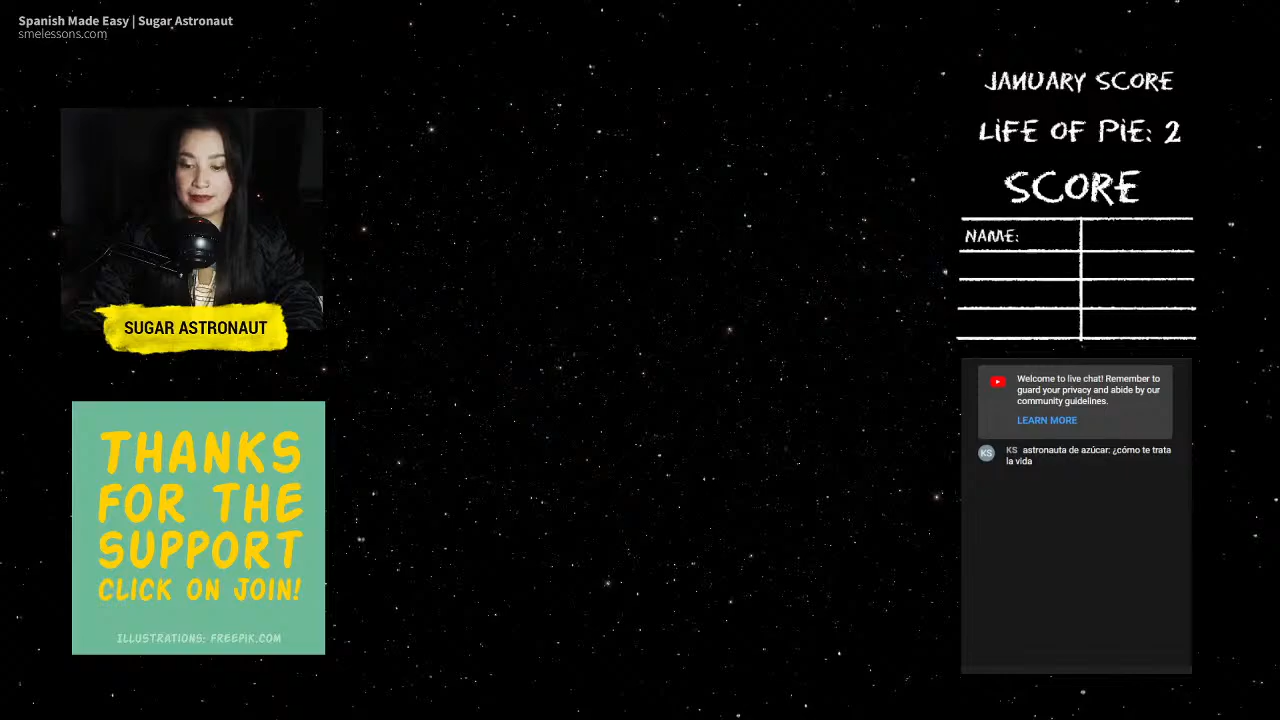 Spanish Made Easy | Sugar Astronaut
smelessons.com
SUGAR ASTRONAUT
THANKS
FOR THE
SUPPORT
CLICK ON JOIN!
ILLUSTRATIONS: FREEPIK.COM
JANUARY SCORE
LIFE OF PIE: 2
SCORE
NAME:
Welcome to live chat! Remember to
guard your privacy and abide by our
community guidelines.
LEARN MORE
KS KS astronauta de azúcar: ¿cómo te trata
la vida